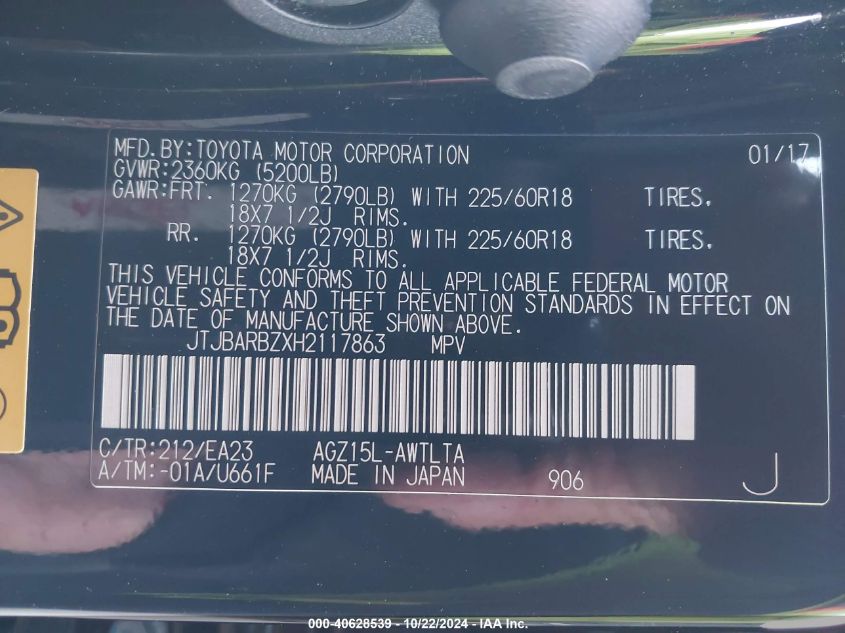 MFD.BY:TOYOTA MOTOR CORPORATION 01/17
GVWR:2360KG (5200LB)
GAWR:FRT. 1270KG (2790LB) WITH 225/60R18 TIRES.
18X7 1/2J RIMS.
RR. 1270KG (2790LB) WITH 225/60R18 TIRES.
18X7 1/2J RIMS.
THIS VEHICLE CONFORMS TO ALL APPLICABLE FEDERAL MOTOR
VEHICLE SAFETY AND THEFT PREVENTION STANDARDS IN EFFECT ON
THE DATE OF MANUFACTURE SHOWN ABOVE.
JTJBARBZXH2117863 MPV
C/TR:212/EA23 AGZ15L-AWTLTA
A/TM:-01A/U661F MADE IN JAPAN 906 J
000-40628539 - 10/22/2024 - IAA Inc.